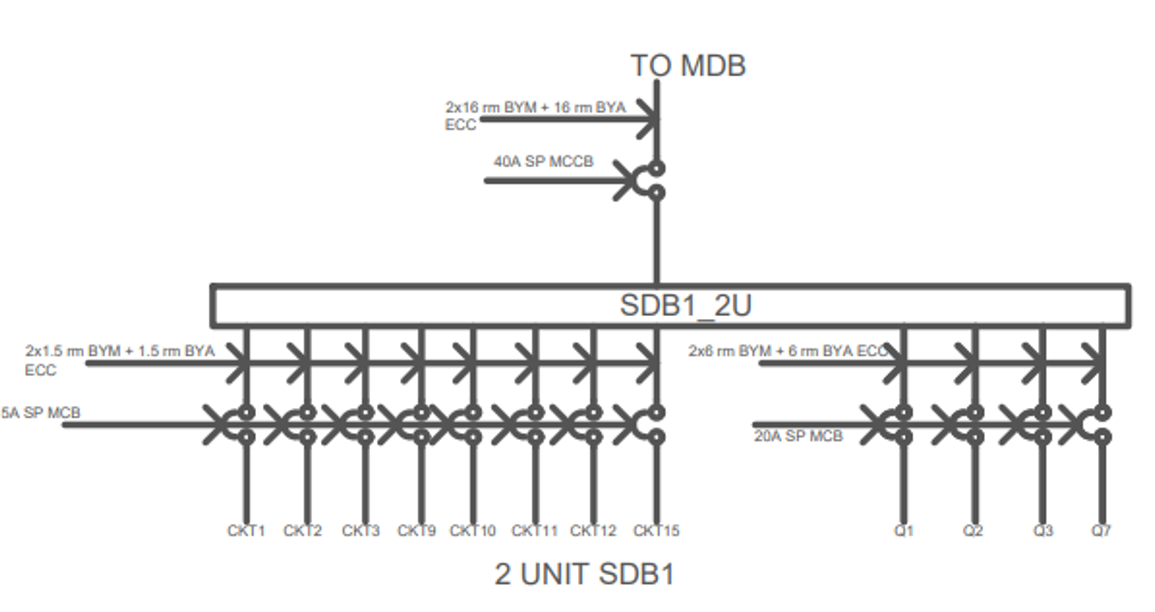 TO MDB
2x16 rm BYM + 16 rm BYA
ECC
40A SP MCCB
SDB1_2U
2x1.5 rm BYM + 1.5 rm BYA
ECC
2x6 rm BYM + 6 rm BYA ECC
5A SP MCB
20A SP MCB
CKT1 CKT2 CKT3 CKT9 CKT10 CKT11 CKT12 CKT15 Q1 Q2 Q3 Q7
2 UNIT SDB1